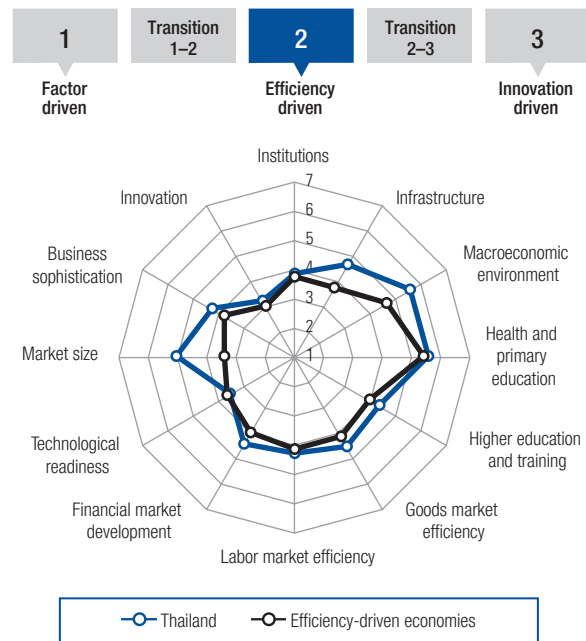 1
Transition
1–2
2
Transition
2–3
3
Factor
driven
Efficiency
driven
Innovation
driven
Institutions
7
6
5
4
3
2
1
Infrastructure
Macroeconomic
environment
Health and
primary
education
Higher education
and training
Goods market
efficiency
Labor market efficiency
Financial market
development
Technological
readiness
Market size
Business
sophistication
Innovation
Thailand
Efficiency-driven economies